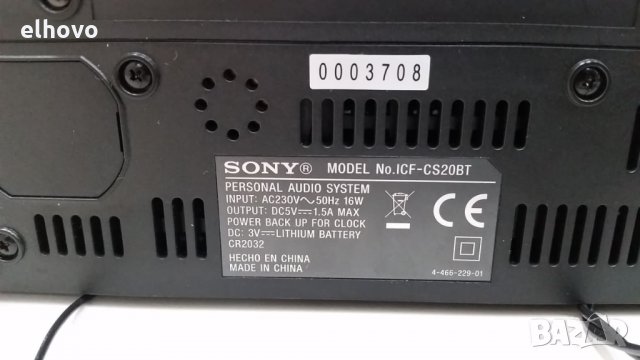 elhovo
0003708
SONY® MODEL No.ICF-CS20BT
PERSONAL AUDIO SYSTEM
INPUT: AC230V～50Hz 16W
OUTPUT: DC5V⎓1.5A MAX
POWER BACK UP FOR CLOCK
DC: 3V⎓LITHIUM BATTERY
CR2032
HECHO EN CHINA
MADE IN CHINA
CE
4-466-229-01
bazar